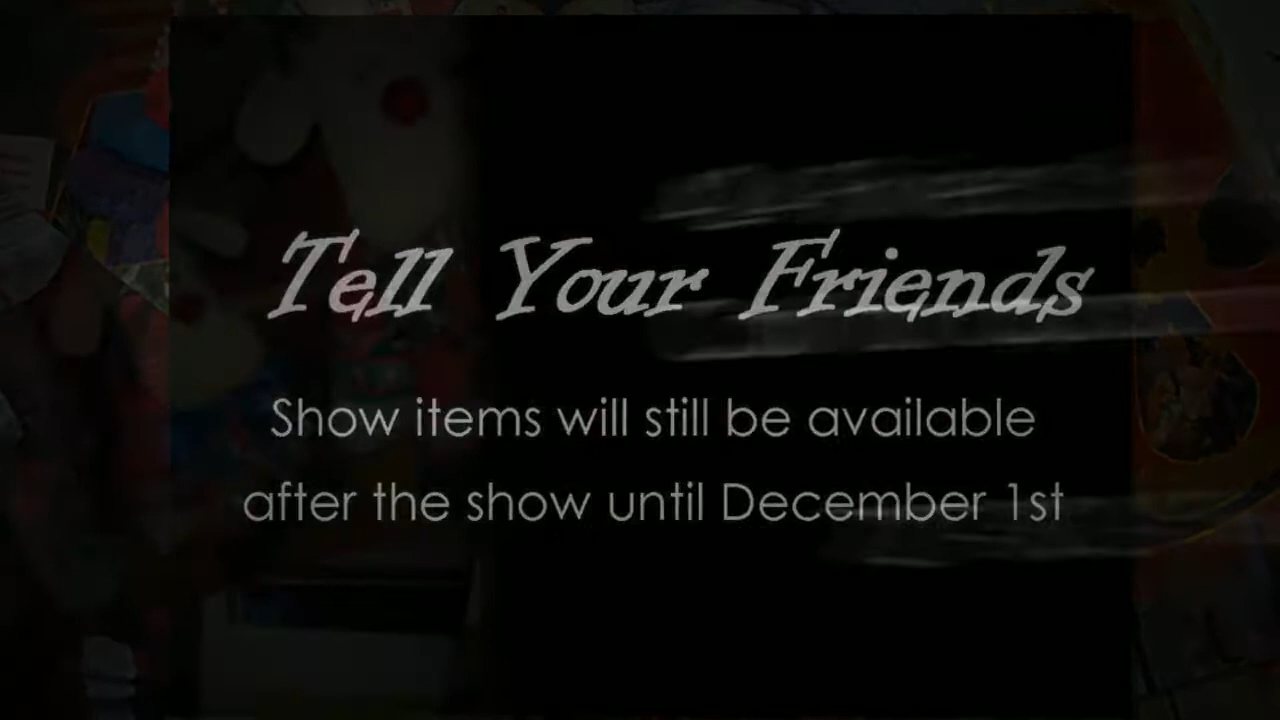 Tell Your Friends
Show items will still be available
after the show until December 1st